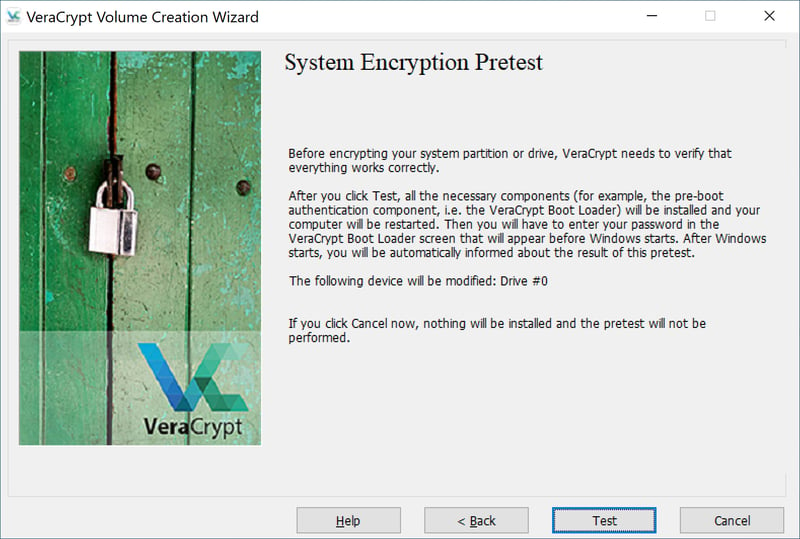 VeraCrypt Volume Creation Wizard
System Encryption Pretest
Before encrypting your system partition or drive, VeraCrypt needs to verify that
everything works correctly.
After you click Test, all the necessary components (for example, the pre-boot
authentication component, i.e. the VeraCrypt Boot Loader) will be installed and your
computer will be restarted. Then you will have to enter your password in the
VeraCrypt Boot Loader screen that will appear before Windows starts. After Windows
starts, you will be automatically informed about the result of this pretest.
The following device will be modified: Drive #0
If you click Cancel now, nothing will be installed and the pretest will not be
performed.
VeraCrypt
Help
< Back
Test
Cancel